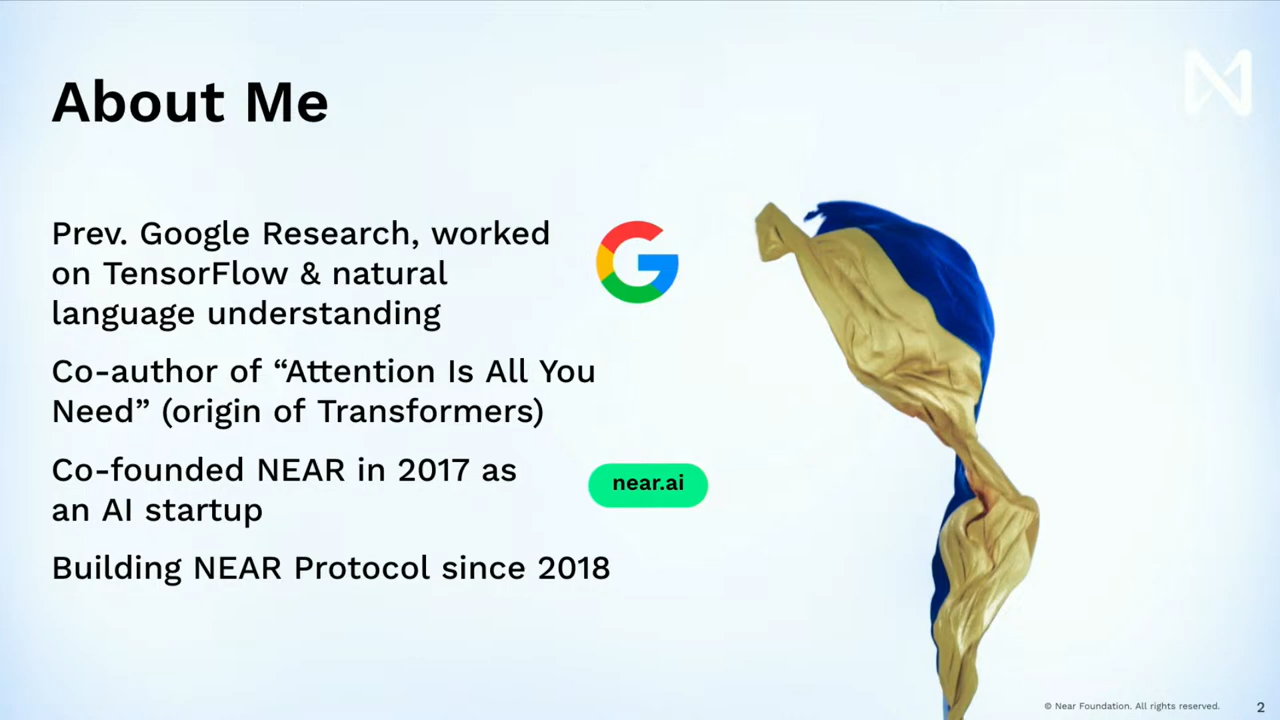 About Me
Prev. Google Research, worked
on TensorFlow & natural
language understanding
Co-author of “Attention Is All You
Need” (origin of Transformers)
Co-founded NEAR in 2017 as
an AI startup
near.ai
Building NEAR Protocol since 2018
© Near Foundation. All rights reserved.
2